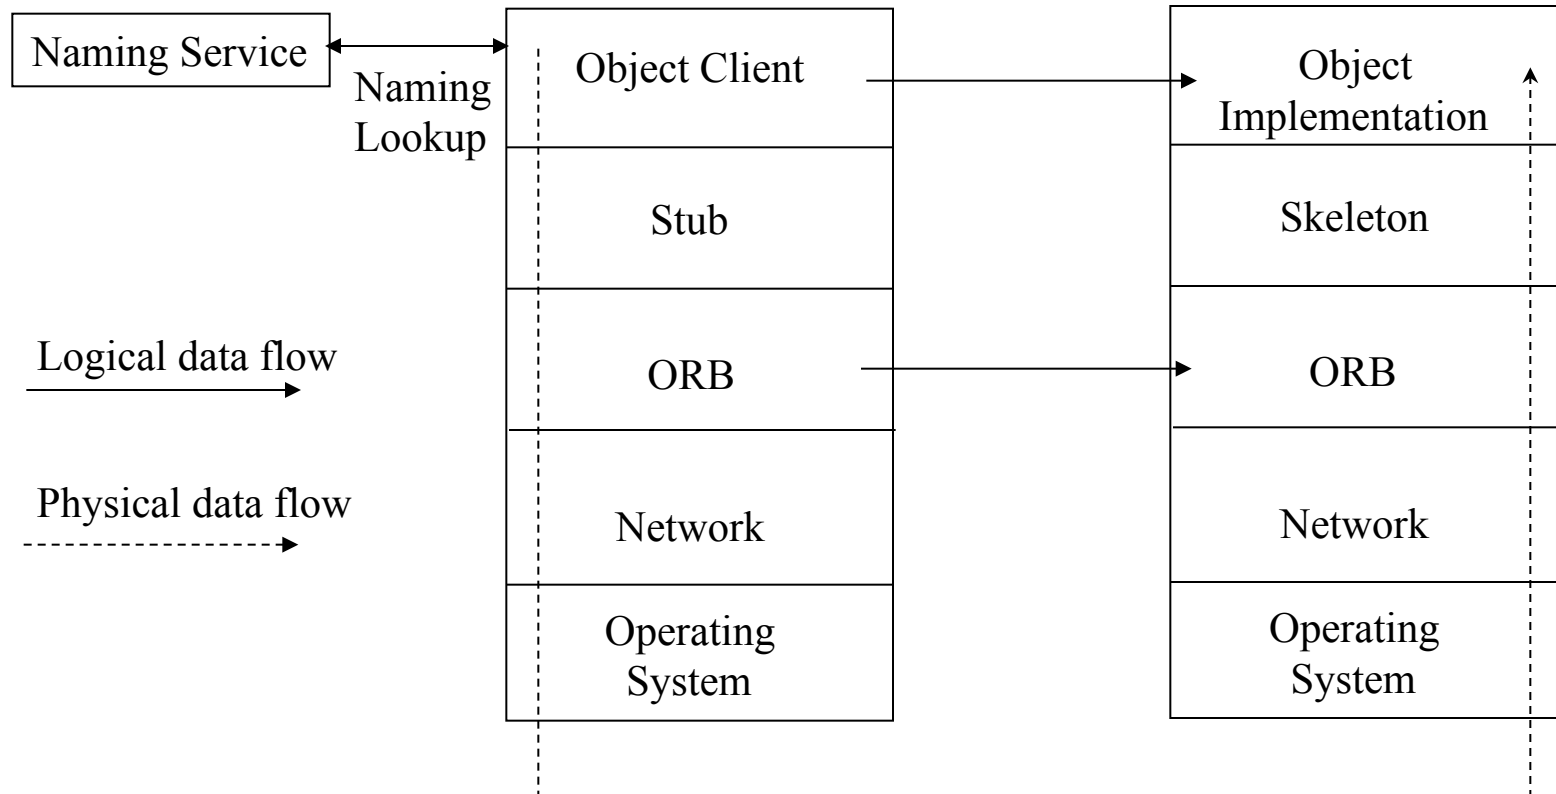 Naming Service
Naming
Lookup
Object Client
Object
Implementation
Stub
Skeleton
Logical data flow
ORB
ORB
Physical data flow
Network
Network
Operating
System
Operating
System